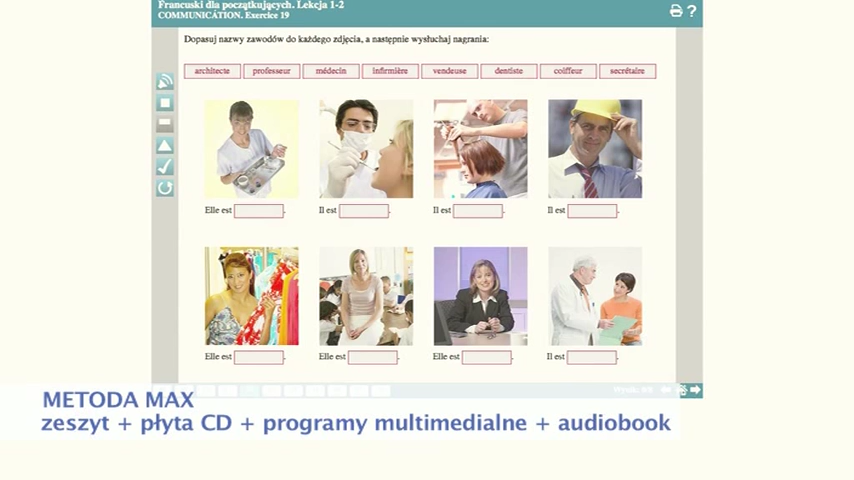 Francuski dla początkujących. Lekcja 1-2
COMMUNICATION. Exercice 19
?
Dopasuj nazwy zawodów do każdego zdjęcia, a następnie wysłuchaj nagrania:
architecte professeur médecin infirmière vendeuse dentiste coiffeur secrétaire
Elle est . Il est . Il est . Il est .
Elle est . Elle est . Elle est . Il est .
METODA MAX
zeszyt + płyta CD + programy multimedialne + audiobook